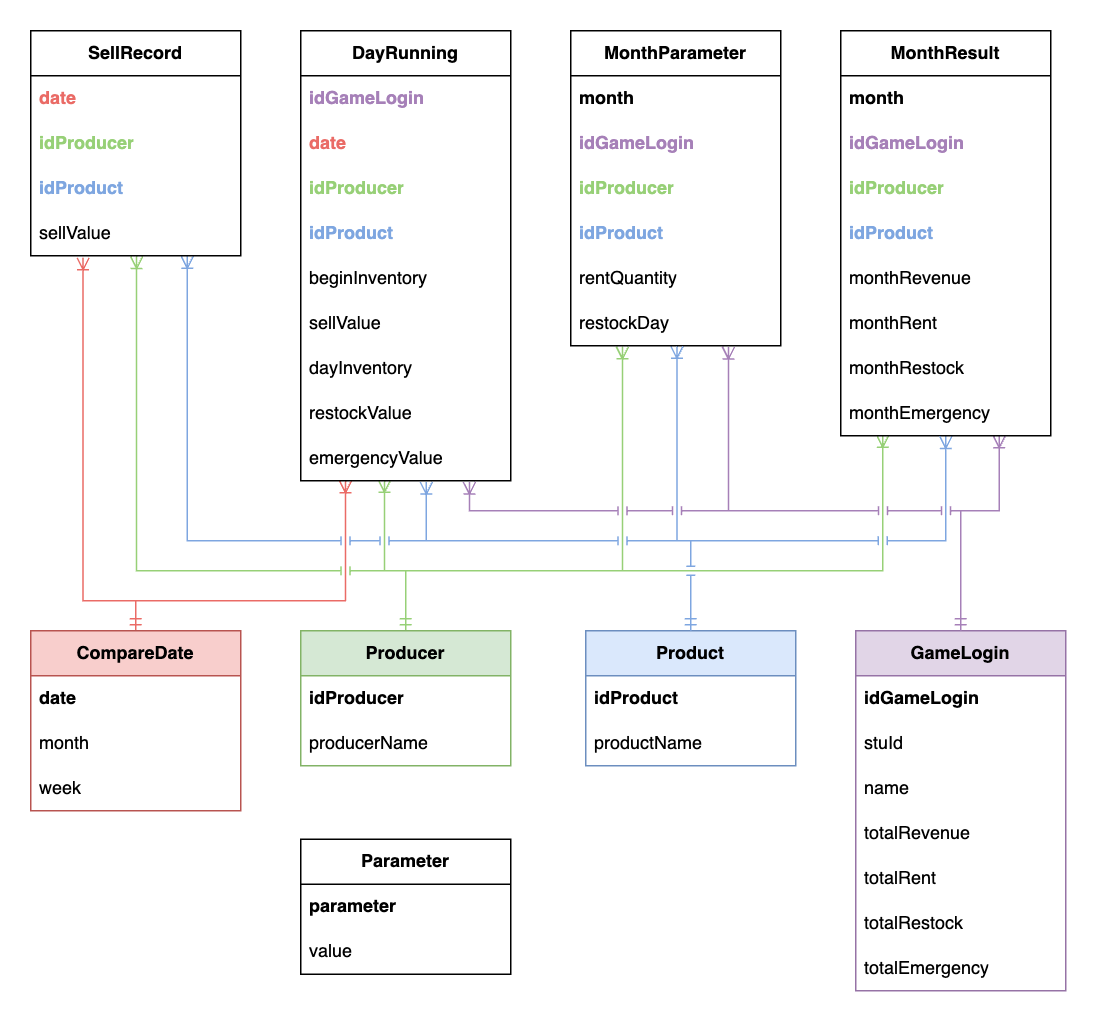 SellRecord
date
idProducer
idProduct
sellValue
DayRunning
idGameLogin
date
idProducer
idProduct
beginInventory
sellValue
dayInventory
restockValue
emergencyValue
MonthParameter
month
idGameLogin
idProducer
idProduct
rentQuantity
restockDay
MonthResult
month
idGameLogin
idProducer
idProduct
monthRevenue
monthRent
monthRestock
monthEmergency
CompareDate
date
month
week
Producer
idProducer
producerName
Product
idProduct
productName
GameLogin
idGameLogin
stuId
name
totalRevenue
totalRent
totalRestock
totalEmergency
Parameter
parameter
value